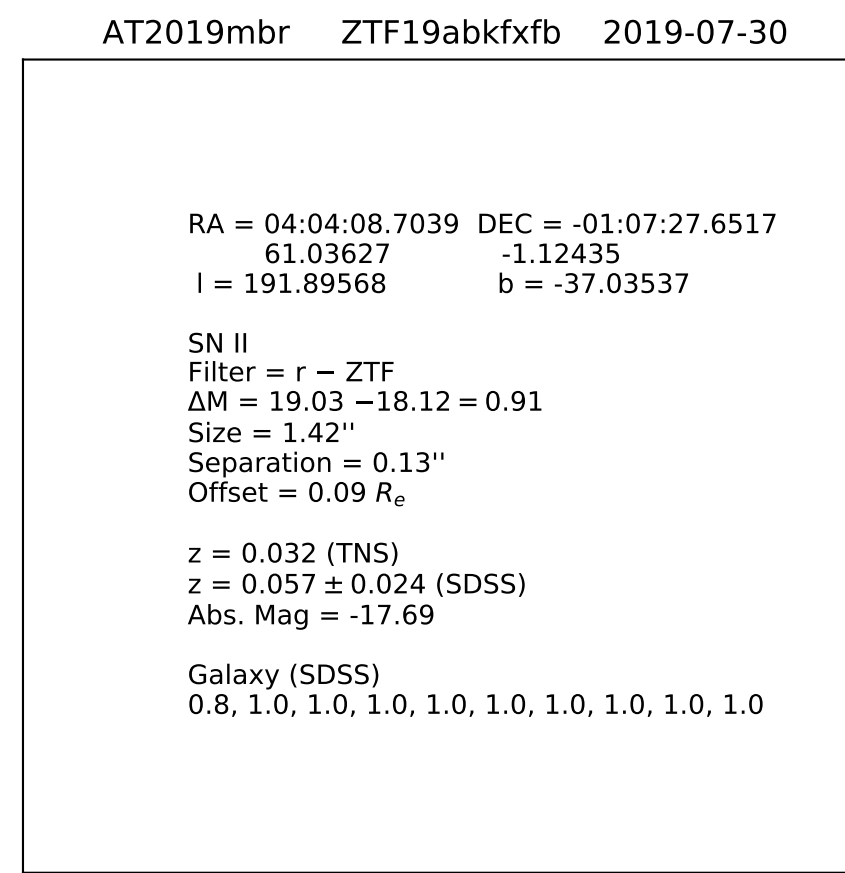 AT2019mbr ZTF19abkfxfb 2019-07-30
RA = 04:04:08.7039 DEC = -01:07:27.6517
61.03627 -1.12435
l = 191.89568 b = -37.03537
SN II
Filter = r − ZTF
ΔM = 19.03 −18.12 = 0.91
Size = 1.42''
Separation = 0.13''
Offset = 0.09 Re
z = 0.032 (TNS)
z = 0.057 ± 0.024 (SDSS)
Abs. Mag = -17.69
Galaxy (SDSS)
0.8, 1.0, 1.0, 1.0, 1.0, 1.0, 1.0, 1.0, 1.0, 1.0